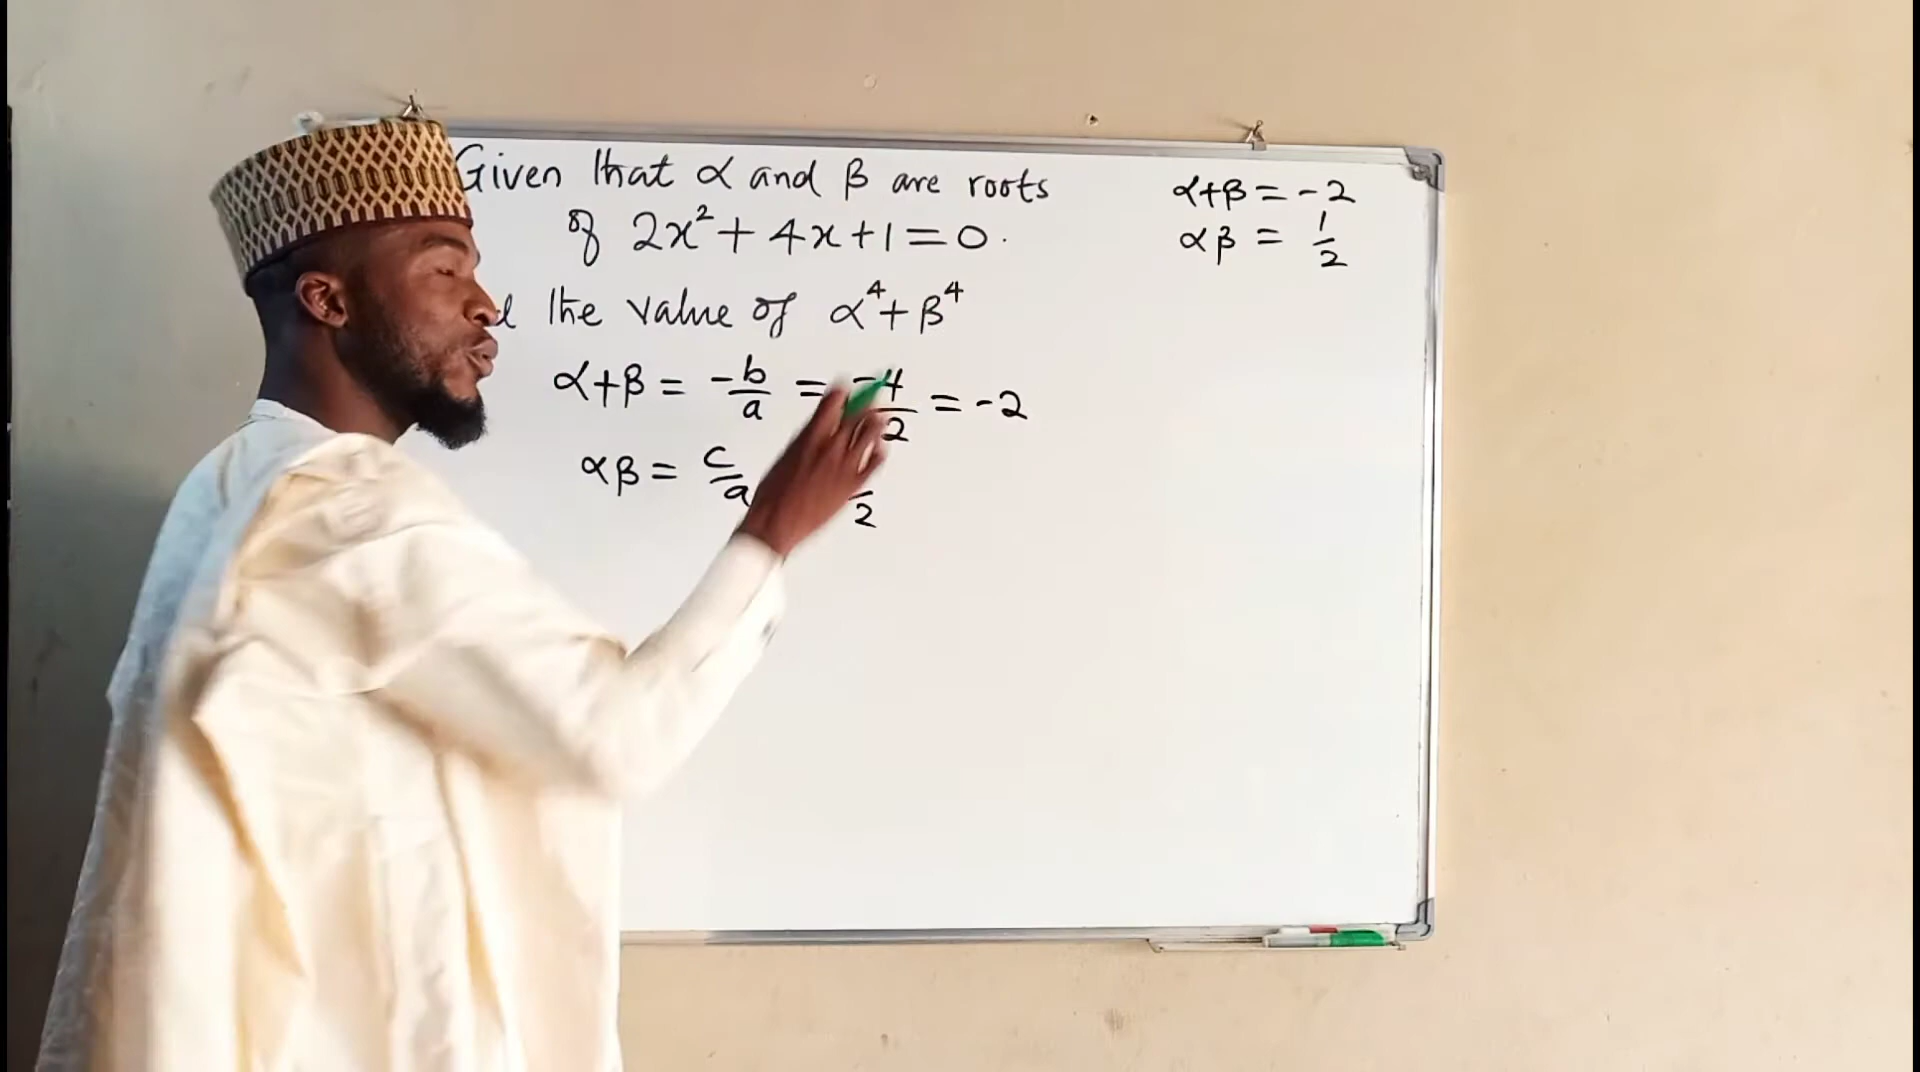 Given that α and β are roots
of 2x²+4x+1=0.
the value of α⁴+β⁴
α+β = -b/a = -4/2 = -2
αβ = c/a 2
α+β = -2
αβ = 1/2